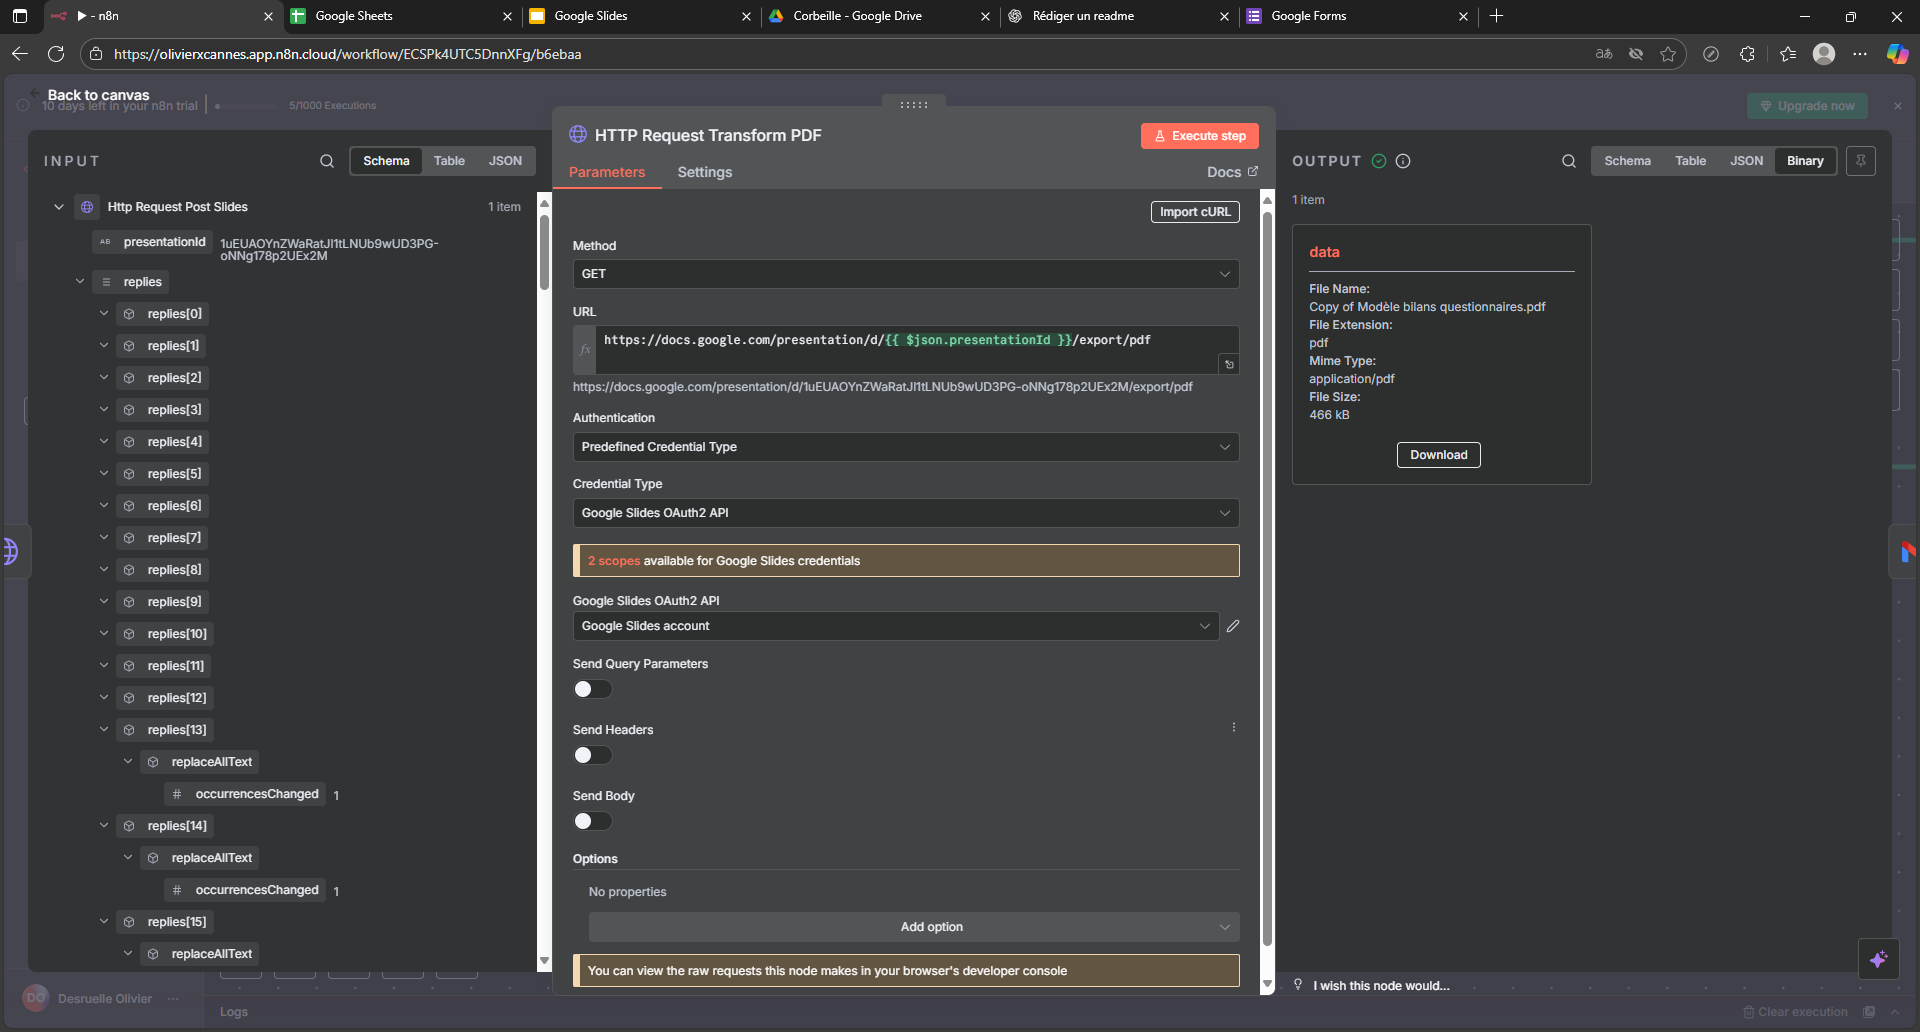 ▶ - n8n
Google Sheets
Google Slides
Corbeille - Google Drive
Rédiger un readme
Google Forms
https://olivierxcannes.app.n8n.cloud/workflow/ECSPk4UTC5DnnXFg/b6ebaa
Back to canvas
10 days left in your n8n trial
5/1000 Executions
Upgrade now
INPUT
Schema
Table
JSON
Http Request Post Slides
1 item
AB
presentationId
1uEUAOYnZWaRatJl1tLNUb9wUD3PG-
oNNg178p2UEx2M
replies
replies[0]
replies[1]
replies[2]
replies[3]
replies[4]
replies[5]
replies[6]
replies[7]
replies[8]
replies[9]
replies[10]
replies[11]
replies[12]
replies[13]
replaceAllText
# occurrencesChanged 1
replies[14]
replaceAllText
# occurrencesChanged 1
replies[15]
replaceAllText
HTTP Request Transform PDF
Execute step
Parameters
Settings
Docs
Import cURL
Method
GET
URL
fx
https://docs.google.com/presentation/d/{{ $json.presentationId }}/export/pdf
https://docs.google.com/presentation/d/1uEUAOYnZWaRatJl1tLNUb9wUD3PG-oNNg178p2UEx2M/export/pdf
Authentication
Predefined Credential Type
Credential Type
Google Slides OAuth2 API
2 scopes available for Google Slides credentials
Google Slides OAuth2 API
Google Slides account
Send Query Parameters
Send Headers
Send Body
Options
No properties
Add option
You can view the raw requests this node makes in your browser's developer console
OUTPUT
Schema
Table
JSON
Binary
1 item
data
File Name:
Copy of Modèle bilans questionnaires.pdf
File Extension:
pdf
Mime Type:
application/pdf
File Size:
466 kB
Download
I wish this node would...
DO
Desruelle Olivier
Logs
Clear execution